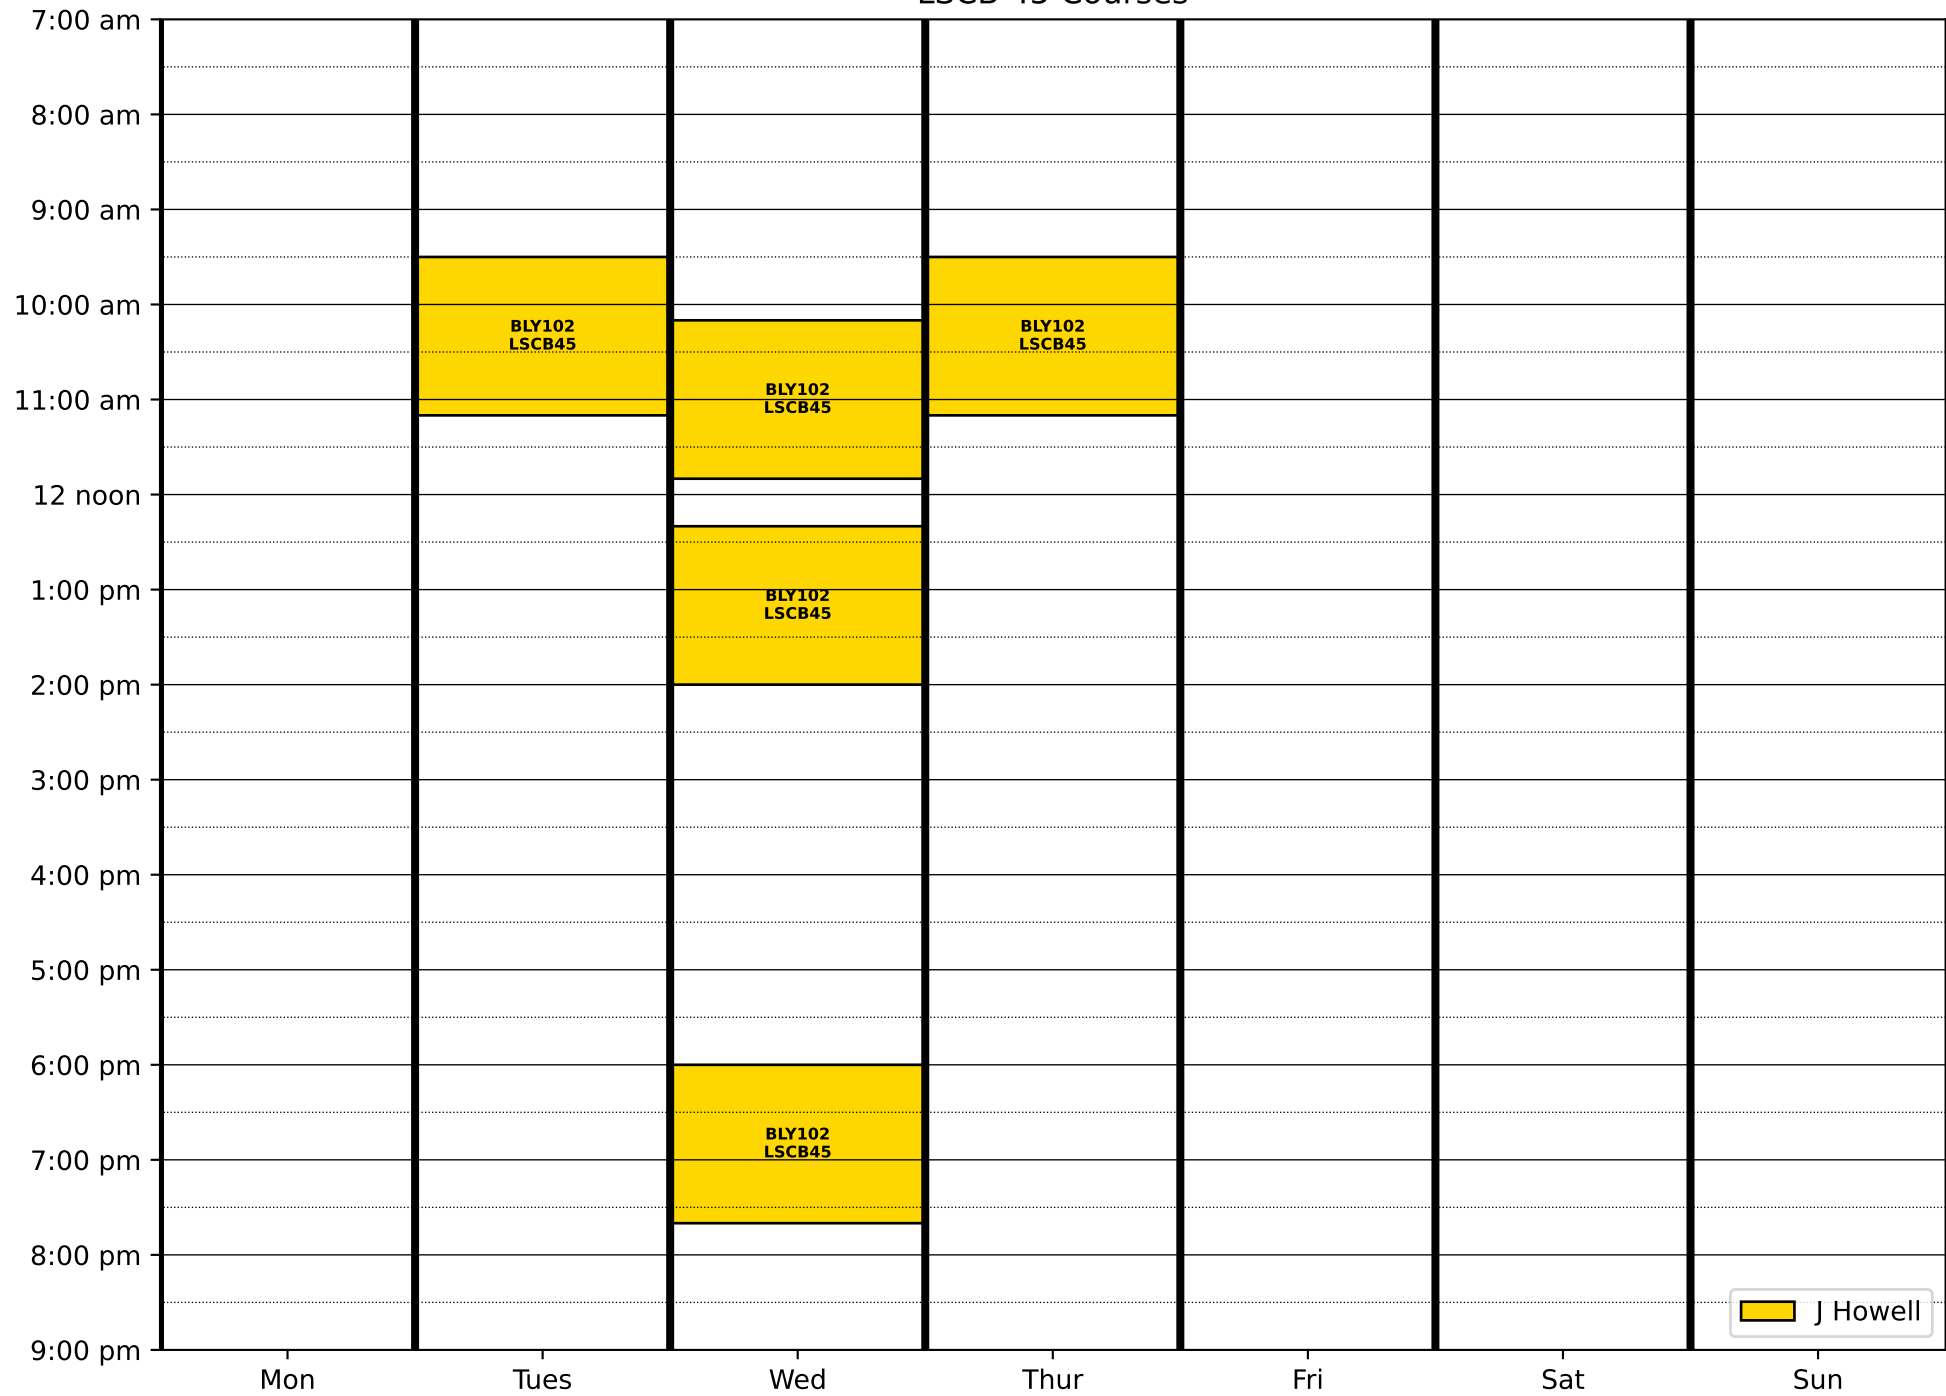 7:00 am
8:00 am
9:00 am
10:00 am
11:00 am
12 noon
1:00 pm
2:00 pm
3:00 pm
4:00 pm
5:00 pm
6:00 pm
7:00 pm
8:00 pm
9:00 pm
BLY102
LSCB45
BLY102
LSCB45
BLY102
LSCB45
BLY102
LSCB45
BLY102
LSCB45
J Howell
Mon Tues Wed Thur Fri Sat Sun